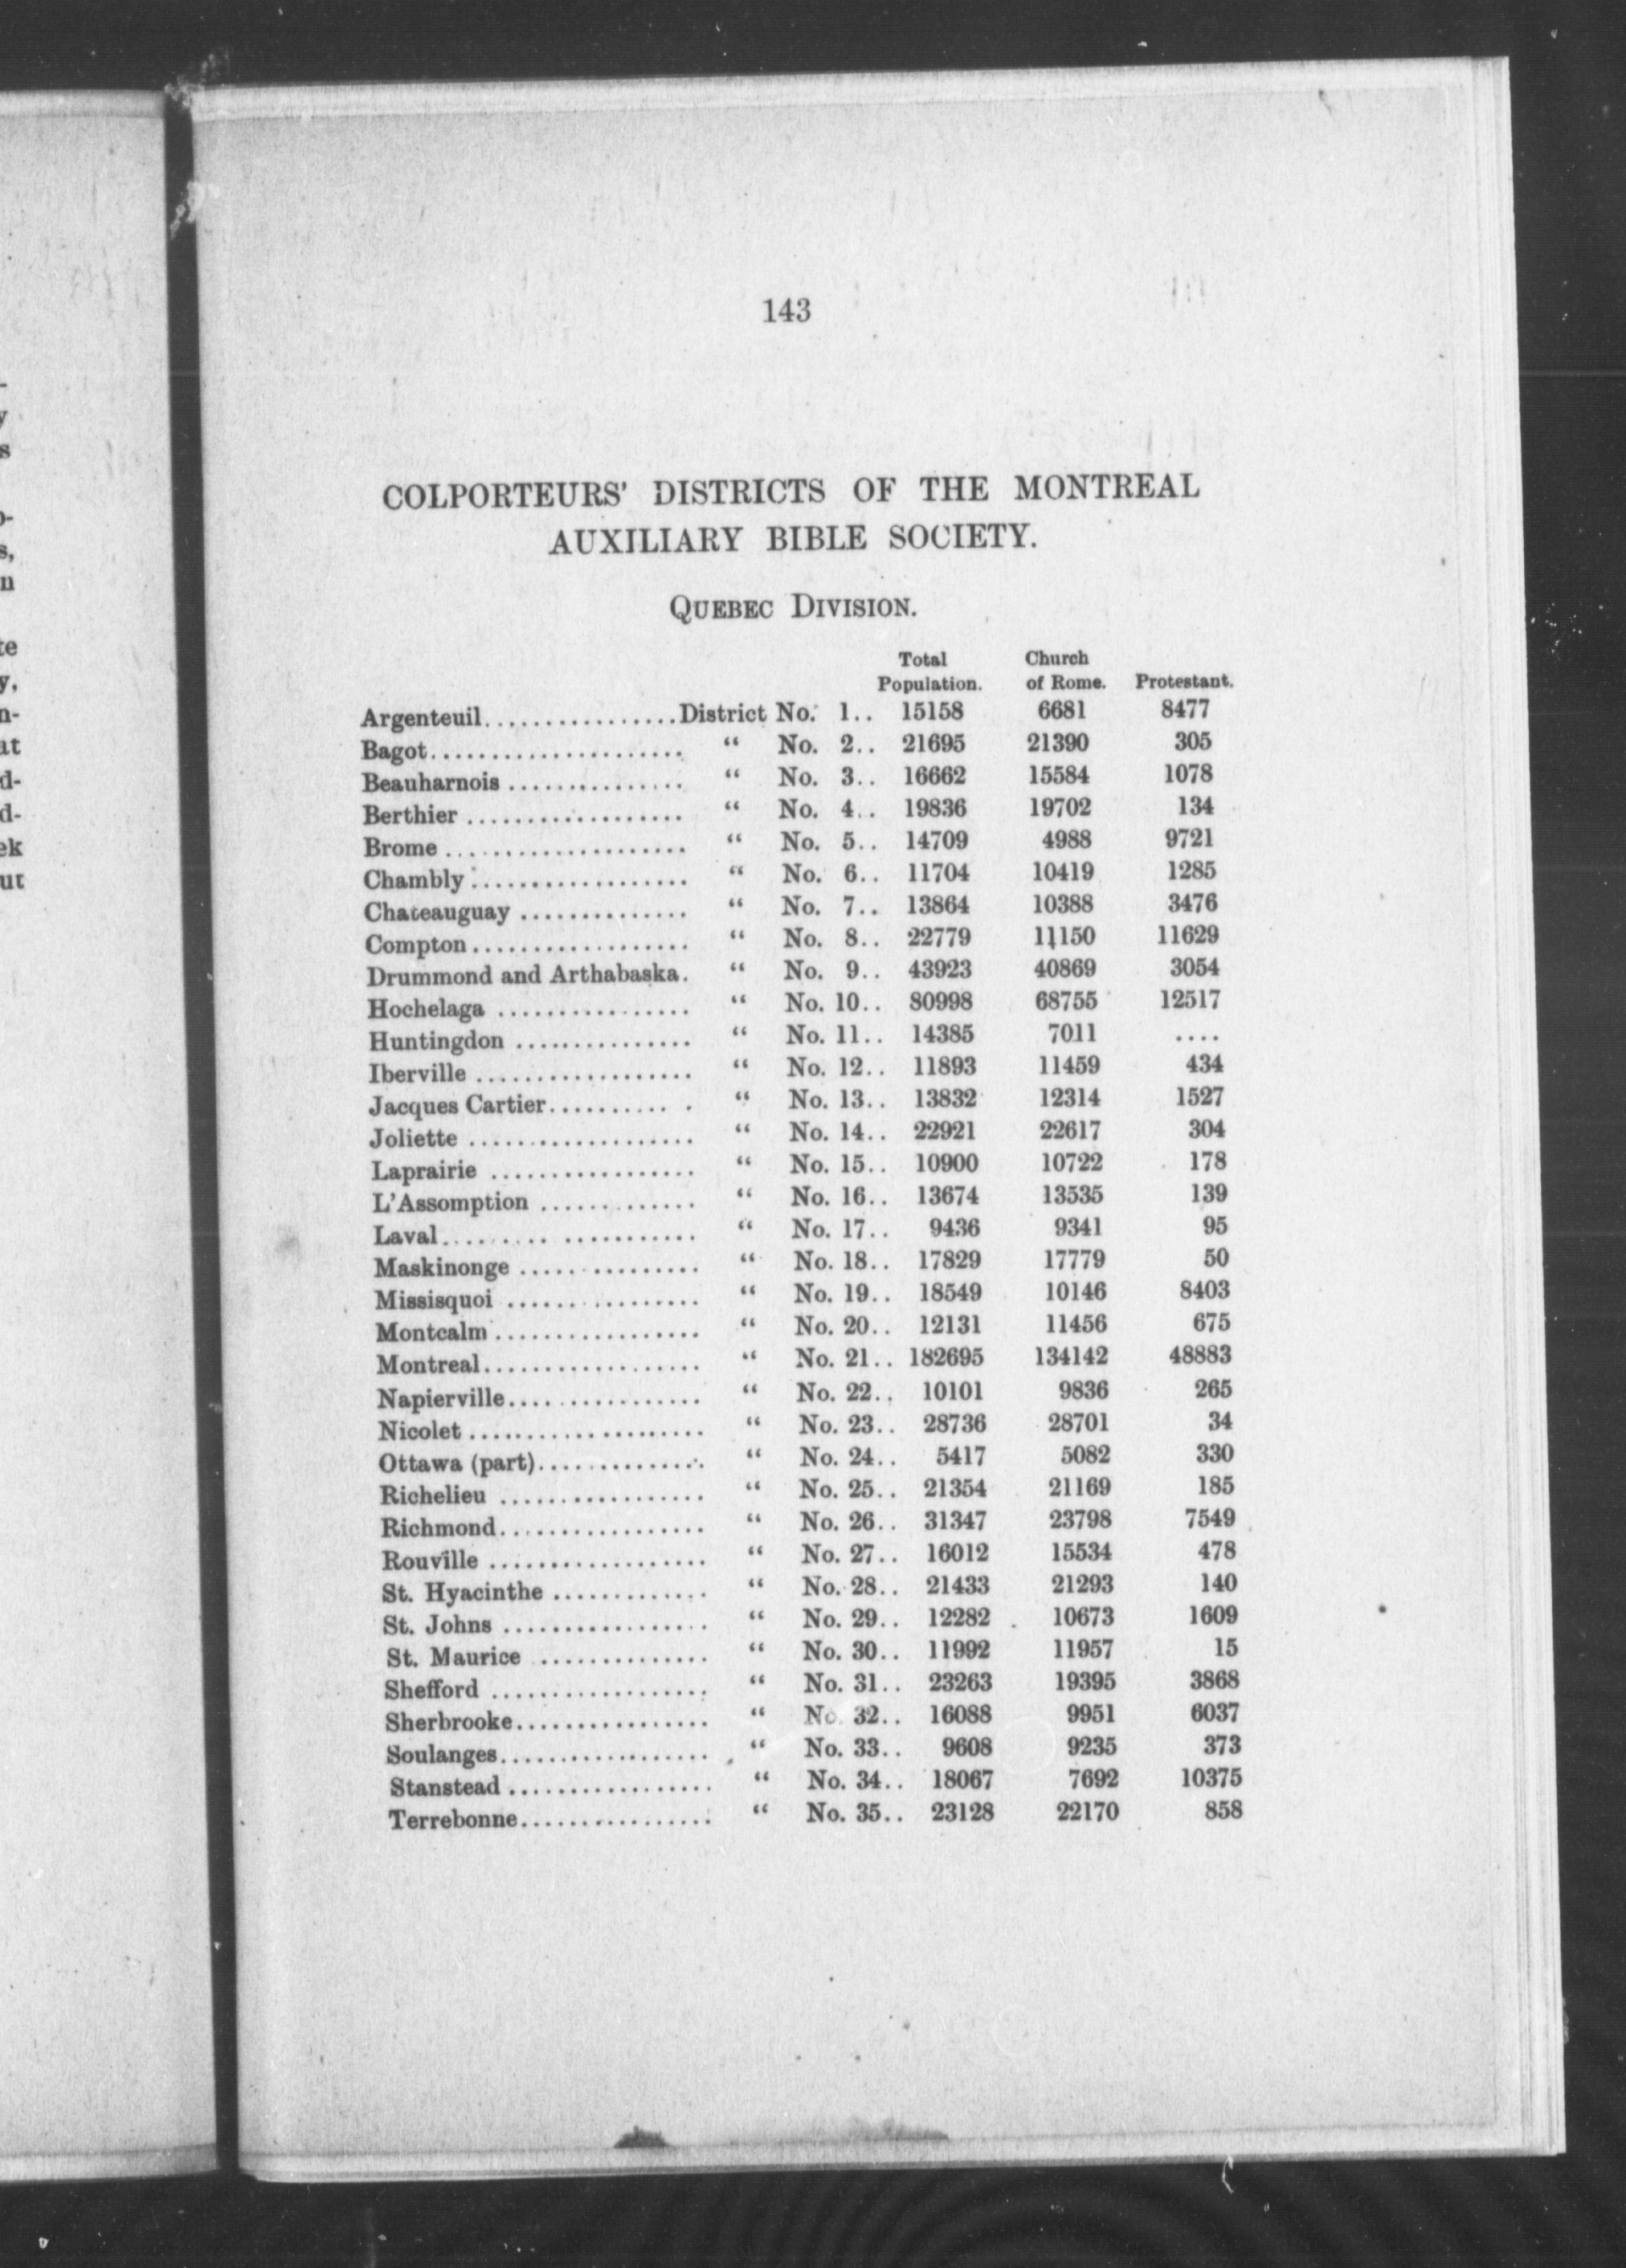 -
y
s
o-
s,
n
te
y,
n-
at
d-
d-
ek
ut
143
COLPORTEURS' DISTRICTS OF THE MONTREAL
AUXILIARY BIBLE SOCIETY.
QUEBEC DIVISION.
Total Church
Population. of Rome. Protestant.
Argenteuil................District No. 1.. 15158 6681 8477
Bagot..................... " No. 2.. 21695 21390 305
Beauharnois ............... " No. 3.. 16662 15584 1078
Berthier .................. " No. 4.. 19836 19702 134
Brome .................... " No. 5.. 14709 4988 9721
Chambly .................. " No. 6.. 11704 10419 1285
Chateauguay .............. " No. 7.. 13864 10388 3476
Compton.................. " No. 8.. 22779 11150 11629
Drummond and Arthabaska. " No. 9.. 43923 40869 3054
Hochelaga ................ " No. 10.. 80998 68755 12517
Huntingdon ............... " No. 11.. 14385 7011 ....
Iberville .................. " No. 12.. 11893 11459 434
Jacques Cartier.......... . " No. 13.. 13832 12314 1527
Joliette ................... " No. 14.. 22921 22617 304
Laprairie ................. " No. 15.. 10900 10722 178
L'Assomption ............. " No. 16.. 13674 13535 139
Laval......... ........... " No. 17.. 9436 9341 95
Maskinonge ............... " No. 18.. 17829 17779 50
Missisquoi ................ " No. 19.. 18549 10146 8403
Montcalm ................. " No. 20.. 12131 11456 675
Montreal.................. " No. 21.. 182695 134142 48883
Napierville................ " No. 22.. 10101 9836 265
Nicolet .................... " No. 23.. 28736 28701 34
Ottawa (part).............. " No. 24.. 5417 5082 330
Richelieu ................. " No. 25.. 21354 21169 185
Richmond................. " No. 26.. 31347 23798 7549
Rouville .................. " No. 27.. 16012 15534 478
St. Hyacinthe ............. " No. 28.. 21433 21293 140
St. Johns ................. " No. 29.. 12282 10673 1609
St. Maurice .............. " No. 30.. 11992 11957 15
Shefford .................. " No. 31.. 23263 19395 3868
Sherbrooke................ " No. 32.. 16088 9951 6037
Soulanges.................. " No. 33.. 9608 9235 373
Stanstead ................. " No. 34.. 18067 7692 10375
Terrebonne................ " No. 35.. 23128 22170 858